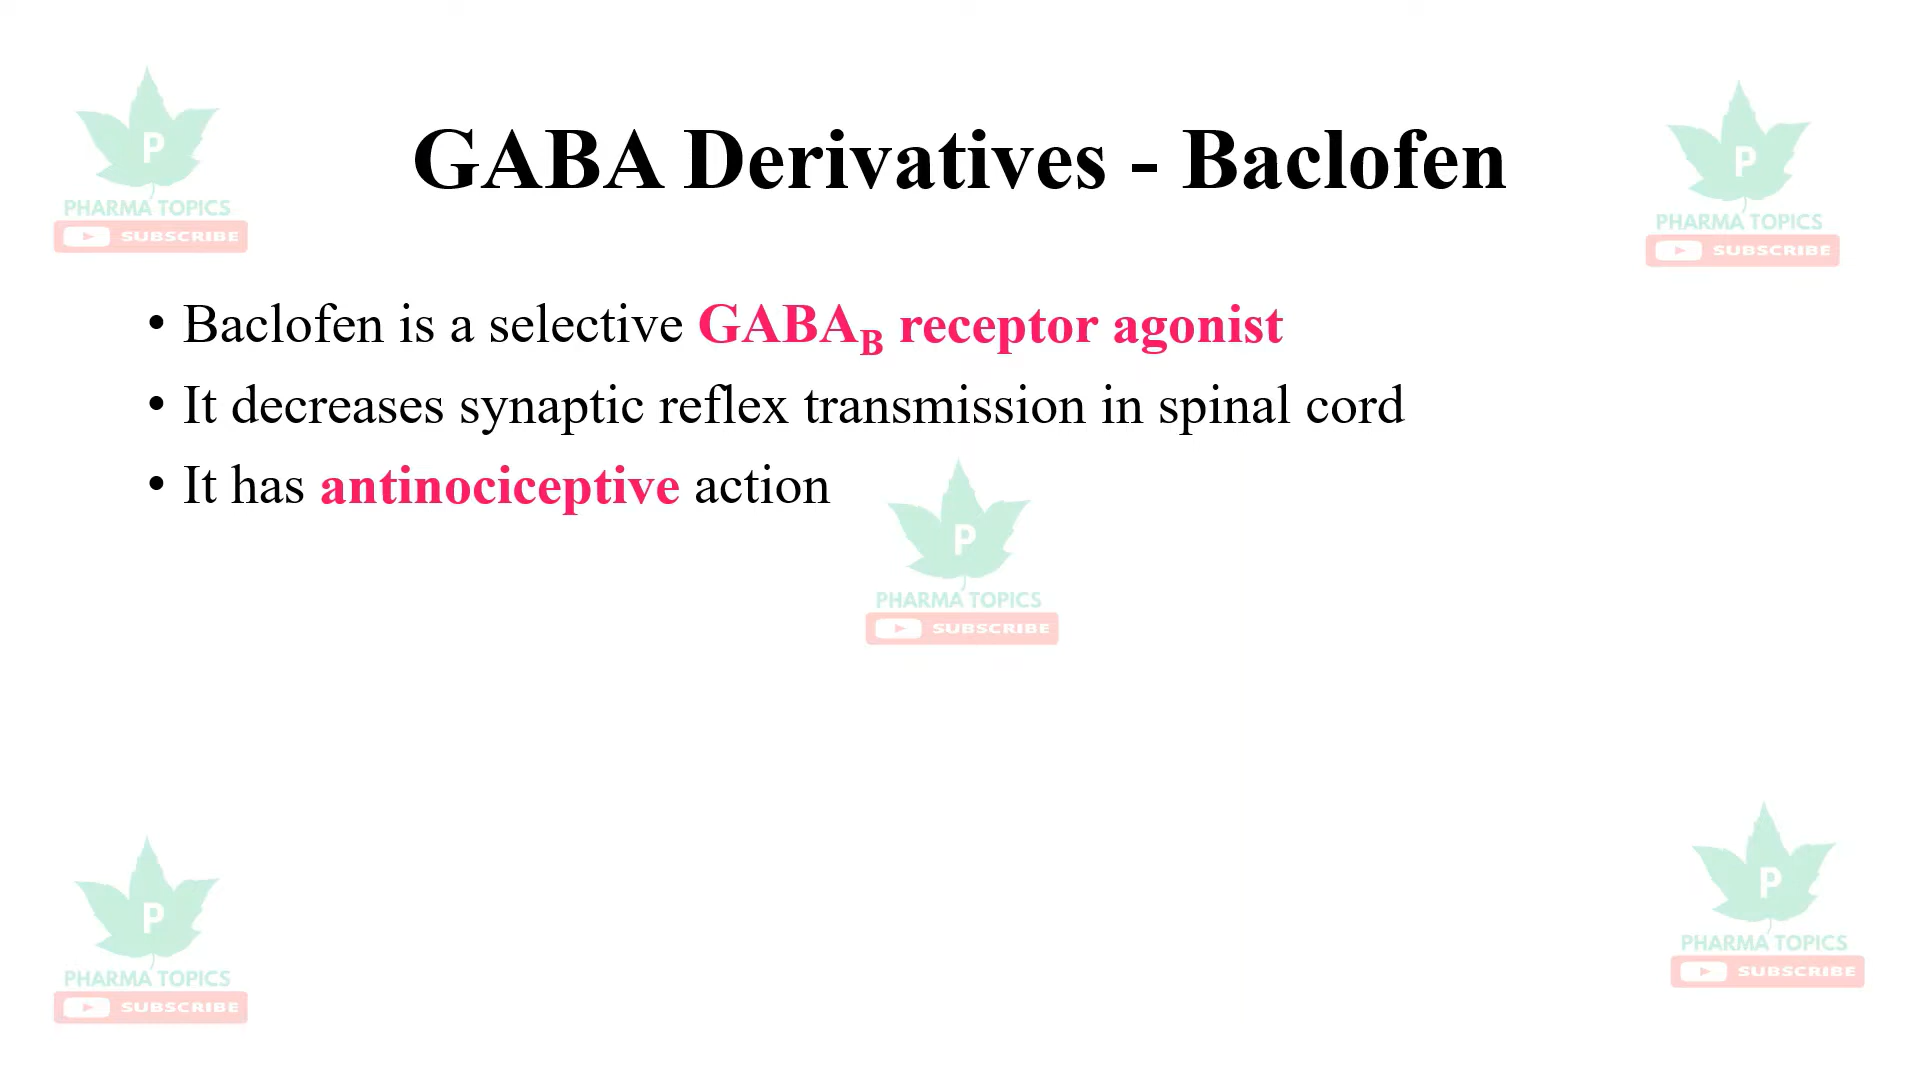 P
PHARMA TOPICS
SUBSCRIBE
P
PHARMA TOPICS
SUBSCRIBE
GABA Derivatives - Baclofen
• Baclofen is a selective GABA_B receptor agonist
• It decreases synaptic reflex transmission in spinal cord
• It has antinociceptive action
P
PHARMA TOPICS
SUBSCRIBE
P
PHARMA TOPICS
SUBSCRIBE
P
PHARMA TOPICS
SUBSCRIBE